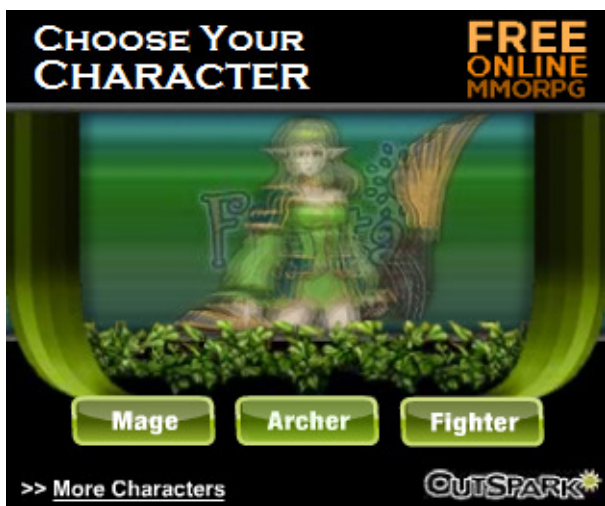 Choose Your
Character
FREE
ONLINE
MMORPG
Mage
Archer
Fighter
>> More Characters
OUTSPARK